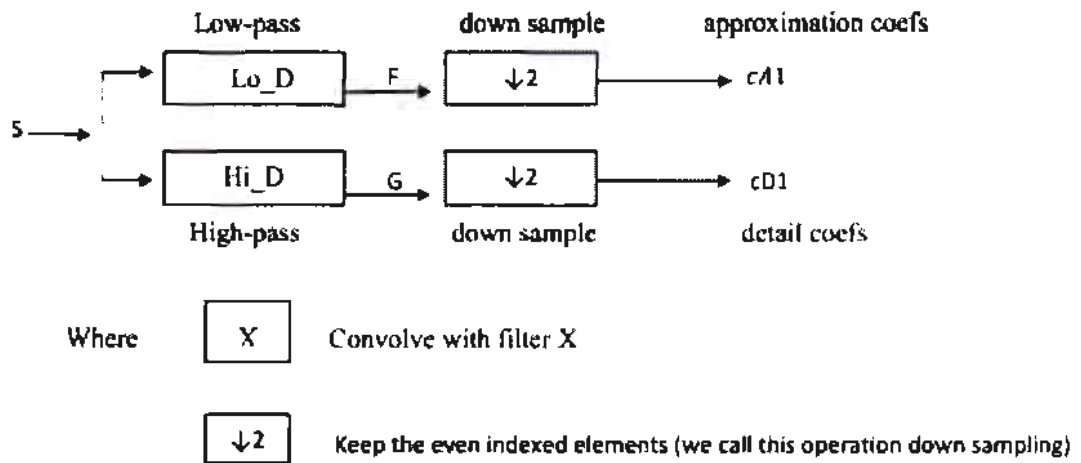 Low-pass down sample approximation coefs
Lo_D F ↓2 cA1
S
Hi_D G ↓2 cD1
High-pass down sample detail coefs
Where X Convolve with filter X
↓2 Keep the even indexed elements (we call this operation down sampling)